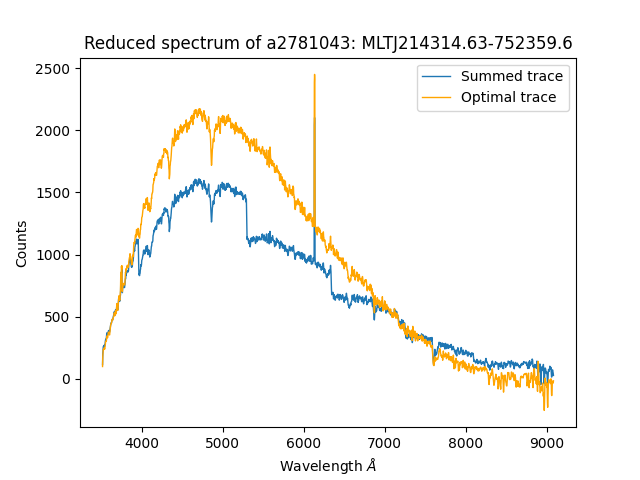 Reduced spectrum of a2781043: MLTJ214314.63-752359.6
Summed trace
Optimal trace
2500
2000
1500
1000
500
0
Counts
4000 5000 6000 7000 8000 9000
Wavelength Å